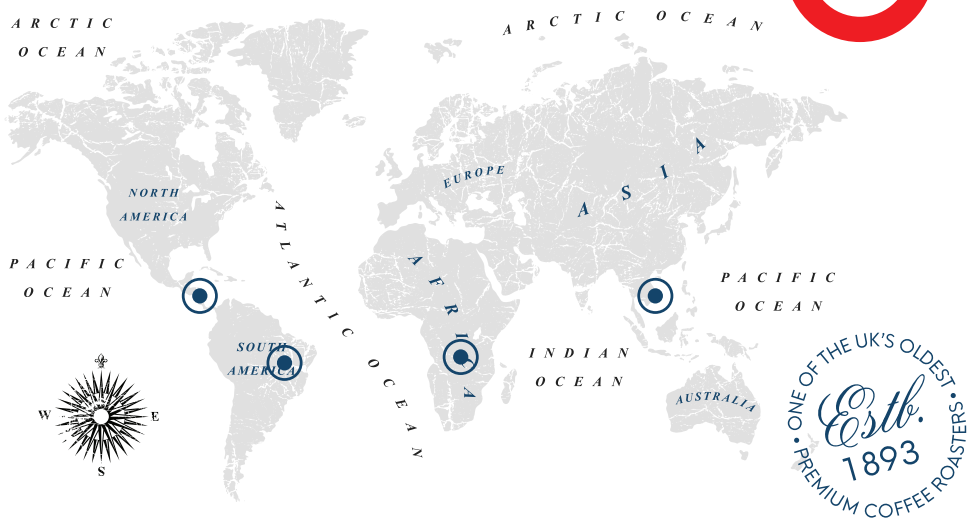 ARCTIC
OCEAN
ARCTIC OCEAN
NORTH
AMERICA
EUROPE
ASIA
ATLANTIC OCEAN
AFRICA
PACIFIC
OCEAN
PACIFIC
OCEAN
SOUTH
AMERICA
INDIAN
OCEAN
AUSTRALIA
W
E
S
• ONE OF THE UK'S OLDEST •
Estb.
1893
PREMIUM COFFEE ROASTERS